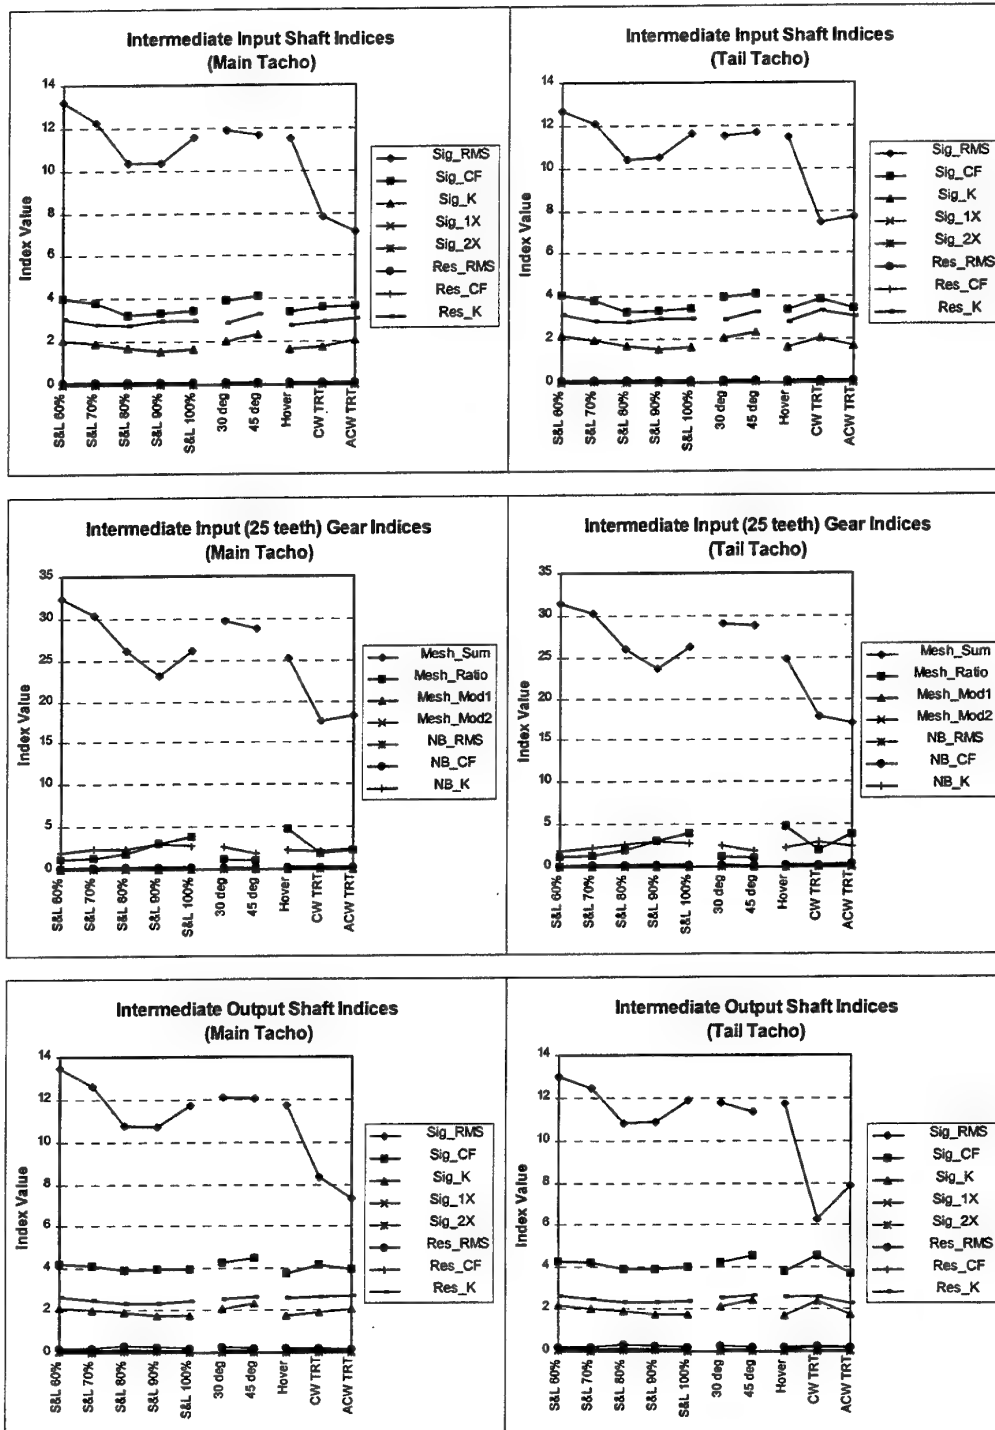 Intermediate Input Shaft Indices
(Main Tacho)
Index Value
14
12
10
8
6
4
2
0
S&L 60%
S&L 70%
S&L 80%
S&L 90%
S&L 100%
30 deg
45 deg
Hover
CW TRT
ACW TRT
Sig_RMS
Sig_CF
Sig_K
Sig_1X
Sig_2X
Res_RMS
Res_CF
Res_K
Intermediate Input Shaft Indices
(Tail Tacho)
Index Value
14
12
10
8
6
4
2
0
S&L 60%
S&L 70%
S&L 80%
S&L 90%
S&L 100%
30 deg
45 deg
Hover
CW TRT
ACW TRT
Sig_RMS
Sig_CF
Sig_K
Sig_1X
Sig_2X
Res_RMS
Res_CF
Res_K
Intermediate Input (25 teeth) Gear Indices
(Main Tacho)
Index Value
35
30
25
20
15
10
5
0
S&L 60%
S&L 70%
S&L 80%
S&L 90%
S&L 100%
30 deg
45 deg
Hover
CW TRT
ACW TRT
Mesh_Sum
Mesh_Ratio
Mesh_Mod1
Mesh_Mod2
NB_RMS
NB_CF
NB_K
Intermediate Input (25 teeth) Gear Indices
(Tail Tacho)
Index Value
35
30
25
20
15
10
5
0
S&L 60%
S&L 70%
S&L 80%
S&L 90%
S&L 100%
30 deg
45 deg
Hover
CW TRT
ACW TRT
Mesh_Sum
Mesh_Ratio
Mesh_Mod1
Mesh_Mod2
NB_RMS
NB_CF
NB_K
Intermediate Output Shaft Indices
(Main Tacho)
Index Value
14
12
10
8
6
4
2
0
S&L 60%
S&L 70%
S&L 80%
S&L 90%
S&L 100%
30 deg
45 deg
Hover
CW TRT
ACW TRT
Sig_RMS
Sig_CF
Sig_K
Sig_1X
Sig_2X
Res_RMS
Res_CF
Res_K
Intermediate Output Shaft Indices
(Tail Tacho)
Index Value
14
12
10
8
6
4
2
0
S&L 60%
S&L 70%
S&L 80%
S&L 90%
S&L 100%
30 deg
45 deg
Hover
CW TRT
ACW TRT
Sig_RMS
Sig_CF
Sig_K
Sig_1X
Sig_2X
Res_RMS
Res_CF
Res_K